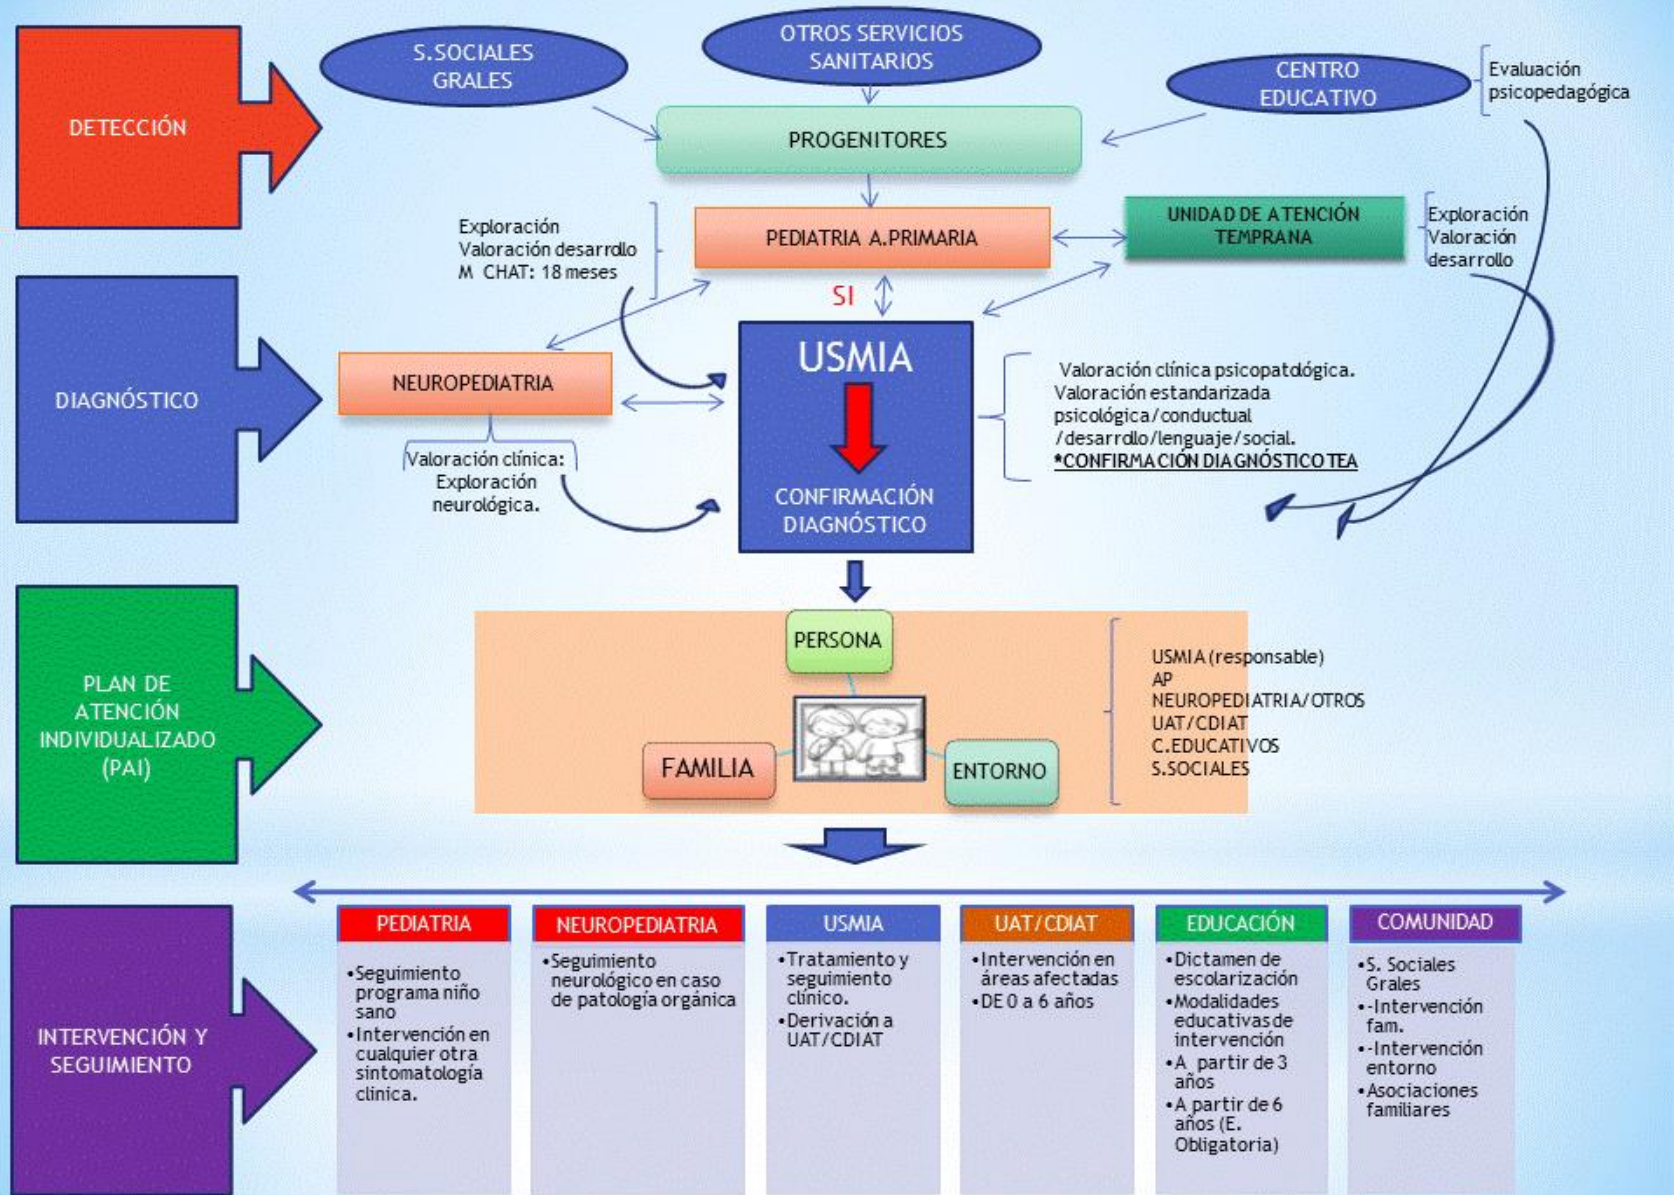 DETECCIÓN
S.SOCIALES
GRALES
OTROS SERVICIOS
SANITARIOS
CENTRO
EDUCATIVO
Evaluación
psicopedagógica
PROGENITORES
Exploración
Valoración desarrollo
M CHAT: 18 meses
PEDIATRIA A.PRIMARIA
UNIDAD DE ATENCIÓN
TEMPRANA
Exploración
Valoración
desarrollo
SI
DIAGNÓSTICO
NEUROPEDIATRIA
Valoración clínica:
Exploración
neurológica.
USMIA
CONFIRMACIÓN
DIAGNÓSTICO
Valoración clínica psicopatológica.
Valoración estandarizada
psicológica/conductual
/desarrollo/lenguaje/social.
*CONFIRMACIÓN DIAGNÓSTICO TEA
PLAN DE
ATENCIÓN
INDIVIDUALIZADO
(PAI)
PERSONA
FAMILIA
ENTORNO
USMIA (responsable)
AP
NEUROPEDIATRIA/OTROS
UAT/CDIAT
C.EDUCATIVOS
S.SOCIALES
INTERVENCIÓN Y
SEGUIMIENTO
PEDIATRIA
•Seguimiento
programa niño
sano
•Intervención en
cualquier otra
sintomatología
clinica.
NEUROPEDIATRIA
•Seguimiento
neurológico en caso
de patología orgánica
USMIA
•Tratamiento y
seguimiento
clínico.
•Derivación a
UAT/CDIAT
UAT/CDIAT
•Intervención en
áreas afectadas
•DE 0 a 6 años
EDUCACIÓN
•Dictamen de
escolarización
•Modalidades
educativas de
intervención
•A partir de 3
años
•A partir de 6
años (E.
Obligatoria)
COMUNIDAD
•S. Sociales
Grales
•-Intervención
fam.
•-Intervención
entorno
•Asociaciones
familiares